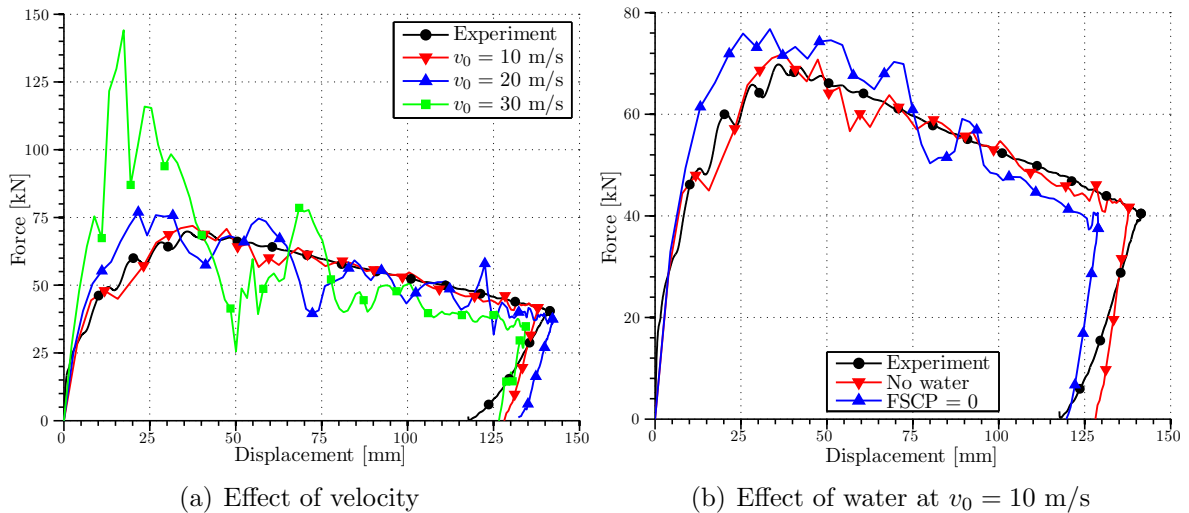 150
125
100
75
50
25
0
Force [kN]
0 25 50 75 100 125 150
Displacement [mm]
Experiment
v₀ = 10 m/s
v₀ = 20 m/s
v₀ = 30 m/s
(a) Effect of velocity
80
60
40
20
0
Force [kN]
0 25 50 75 100 125 150
Displacement [mm]
Experiment
No water
FSCP = 0
(b) Effect of water at v₀ = 10 m/s